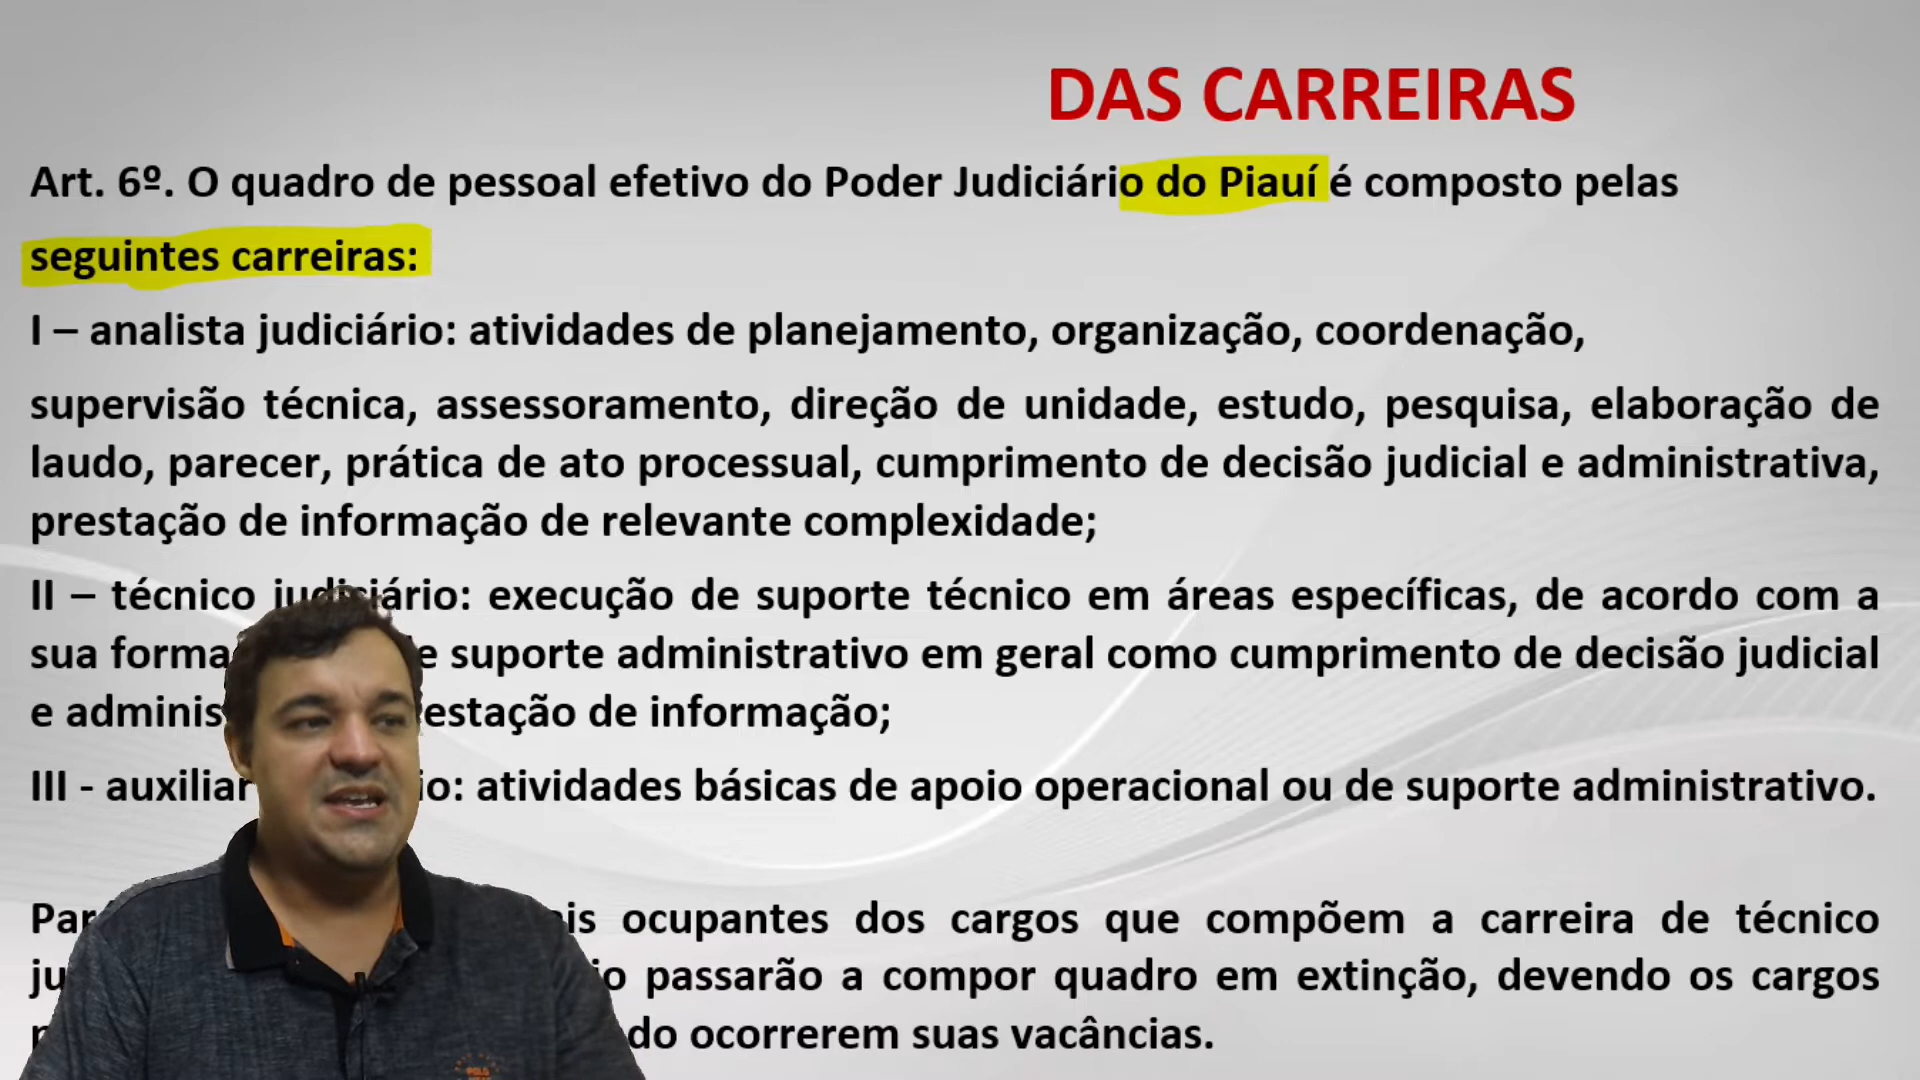 DAS CARREIRAS
Art. 6º. O quadro de pessoal efetivo do Poder Judiciário do Piauí é composto pelas
seguintes carreiras:
I – analista judiciário: atividades de planejamento, organização, coordenação,
supervisão técnica, assessoramento, direção de unidade, estudo, pesquisa, elaboração de
laudo, parecer, prática de ato processual, cumprimento de decisão judicial e administrativa,
prestação de informação de relevante complexidade;
II – técnico judiciário: execução de suporte técnico em áreas específicas, de acordo com a
sua suporte administrativo em geral como cumprimento de decisão judicial
e de informação;
III - auxiliar atividades básicas de apoio operacional ou de suporte administrativo.
ocupantes dos cargos que compõem a carreira de técnico
passarão a compor quadro em extinção, devendo os cargos
ocorrerem suas vacâncias.